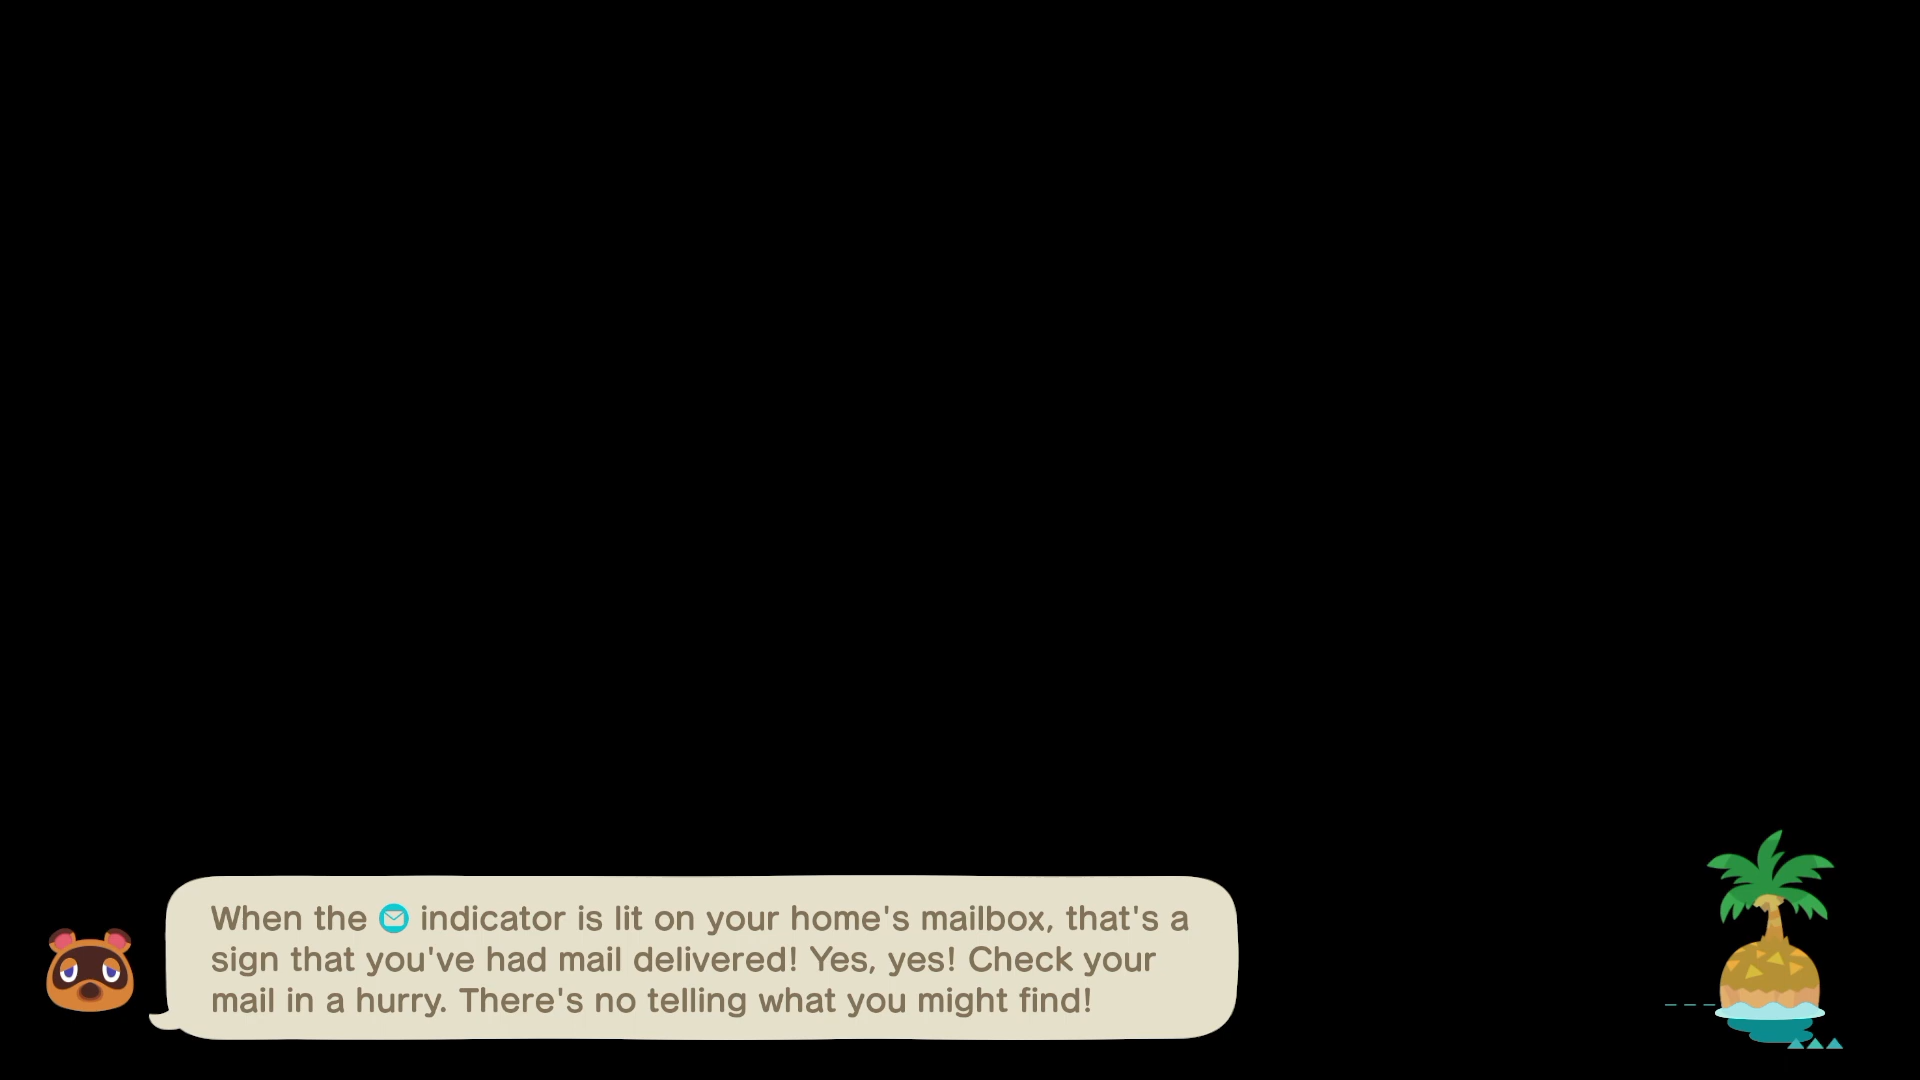 When the indicator is lit on your home's mailbox, that's a
sign that you've had mail delivered! Yes, yes! Check your
mail in a hurry. There's no telling what you might find!